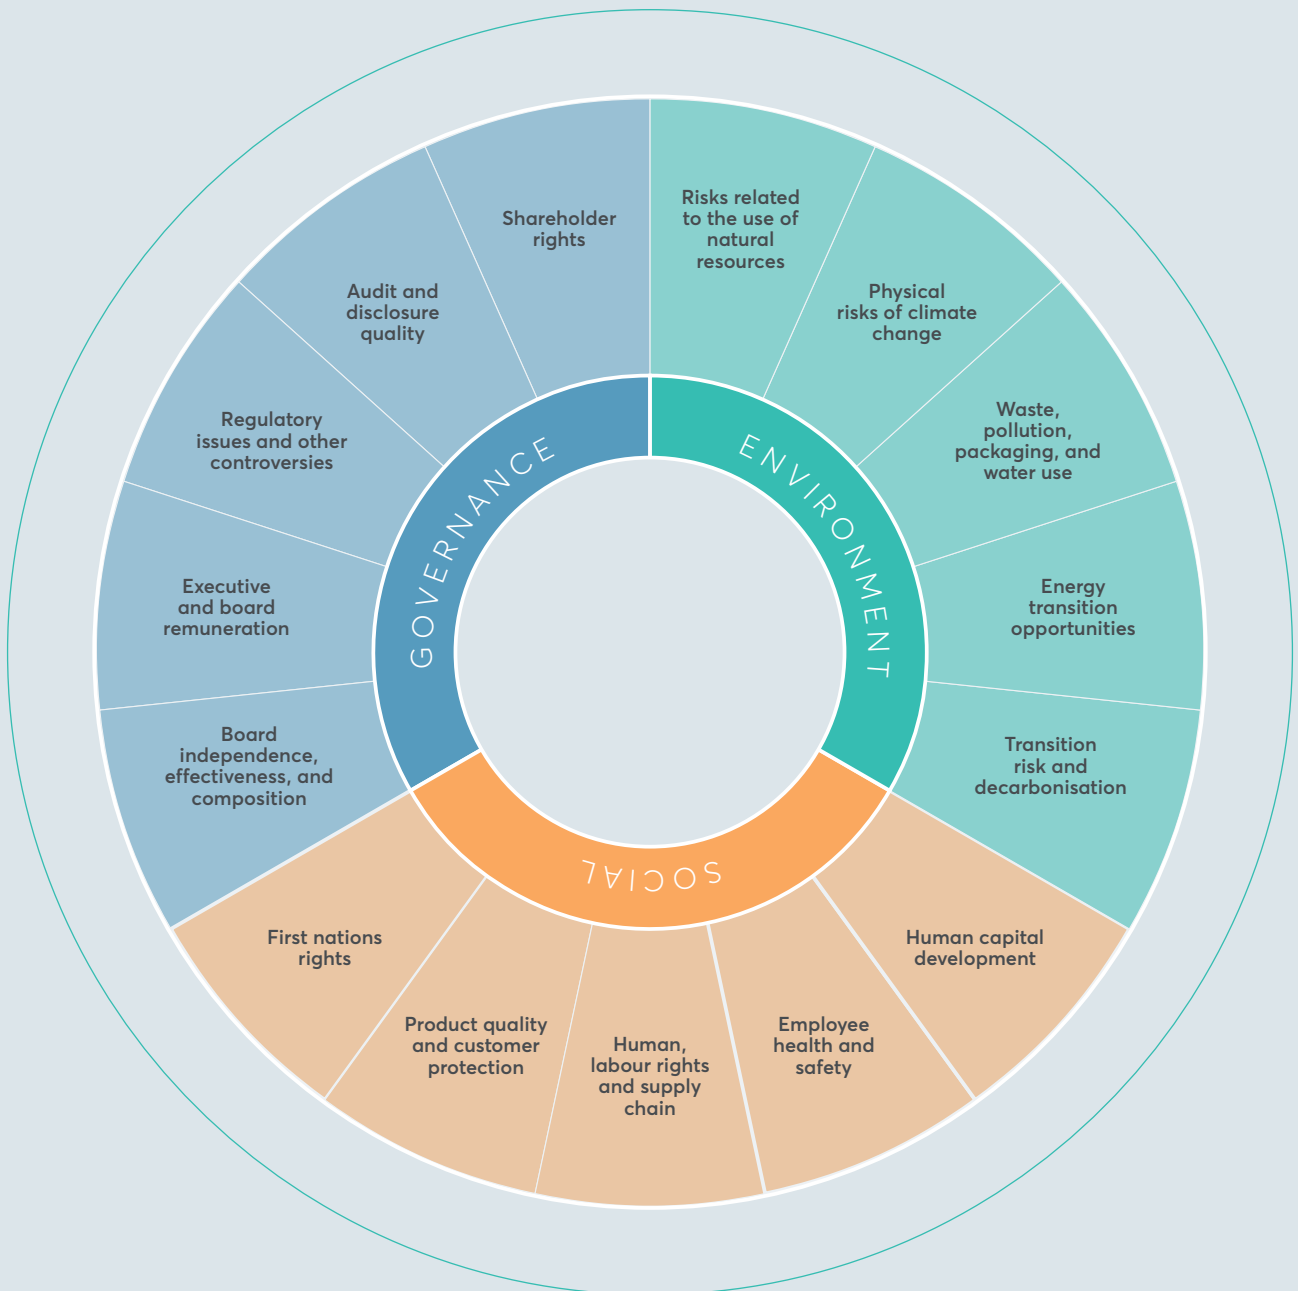 ENVIRONMENT
Risks related
to the use of
natural
resources
Physical
risks of climate
change
Waste,
pollution,
packaging, and
water use
Energy
transition
opportunities
Transition
risk and
decarbonisation
SOCIAL
Human capital
development
Employee
health and
safety
Human,
labour rights
and supply
chain
Product quality
and customer
protection
First nations
rights
GOVERNANCE
Board
independence,
effectiveness, and
composition
Executive
and board
remuneration
Regulatory
issues and other
controversies
Audit and
disclosure
quality
Shareholder
rights